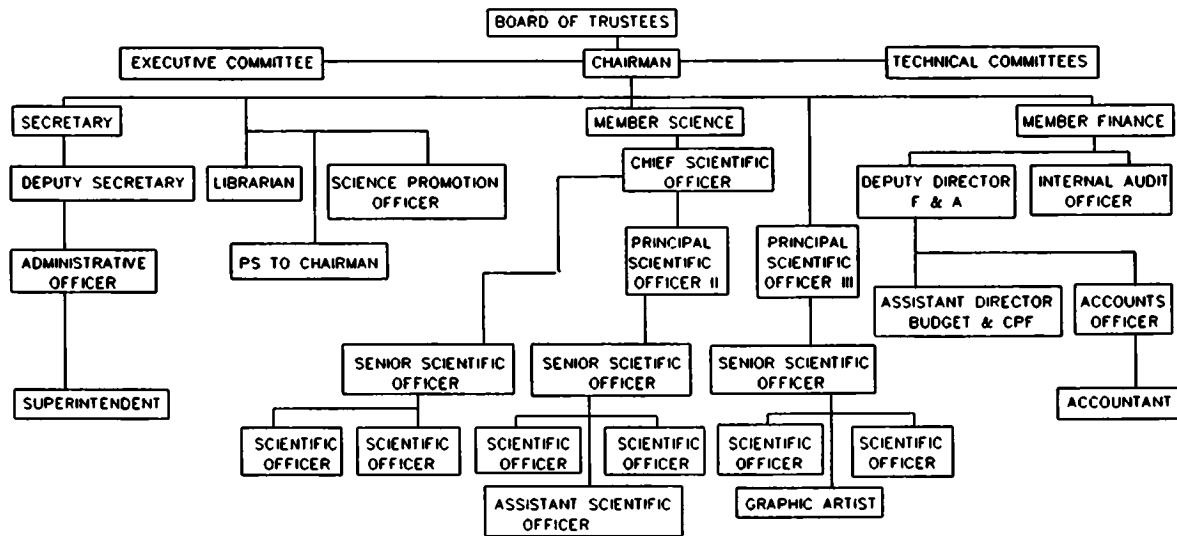 BOARD OF TRUSTEES
EXECUTIVE COMMITTEE
CHAIRMAN
TECHNICAL COMMITTEES
SECRETARY
MEMBER SCIENCE
MEMBER FINANCE
DEPUTY SECRETARY
LIBRARIAN
SCIENCE PROMOTION
OFFICER
CHIEF SCIENTIFIC
OFFICER
DEPUTY DIRECTOR
F & A
INTERNAL AUDIT
OFFICER
ADMINISTRATIVE
OFFICER
PS TO CHAIRMAN
PRINCIPAL
SCIENTIFIC
OFFICER II
PRINCIPAL
SCIENTIFIC
OFFICER III
ASSISTANT DIRECTOR
BUDGET & CPF
ACCOUNTS
OFFICER
SENIOR SCIENTIFIC
OFFICER
SENIOR SCIETIFIC
OFFICER
SENIOR SCIENTIFIC
OFFICER
SUPERINTENDENT
ACCOUNTANT
SCIENTIFIC
OFFICER
SCIENTIFIC
OFFICER
SCIENTIFIC
OFFICER
SCIENTIFIC
OFFICER
SCIENTIFIC
OFFICER
SCIENTIFIC
OFFICER
ASSISTANT SCIENTIFIC
OFFICER
GRAPHIC ARTIST